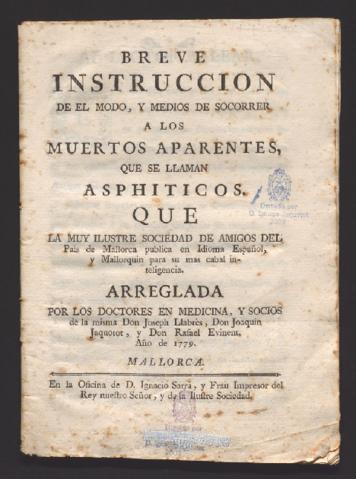 BREVE
INSTRUCCION
DE EL MODO, Y MEDIOS DE SOCORRER
A LOS
MUERTOS APARENTES,
QUE SE LLAMAN
ASPHITICOS.
QUE
LA MUY ILUSTRE SOCIEDAD DE AMIGOS DEL
Pais de Mallorca publica en Idioma Español,
y Mallorquin para su mas cabal in-
teligencia.
ARREGLADA
POR LOS DOCTORES EN MEDICINA, Y SOCIOS
de la misma Don Joseph Llabrès, Don Joaquin
Jaquotot, y Don Rafael Evinent.
Año de 1779.
MALLORCA.
En la Oficina de D. Ignacio Sarrá, y Frau Impresor del
Rey nuestro Señor, y de la Ilustre Sociedad.